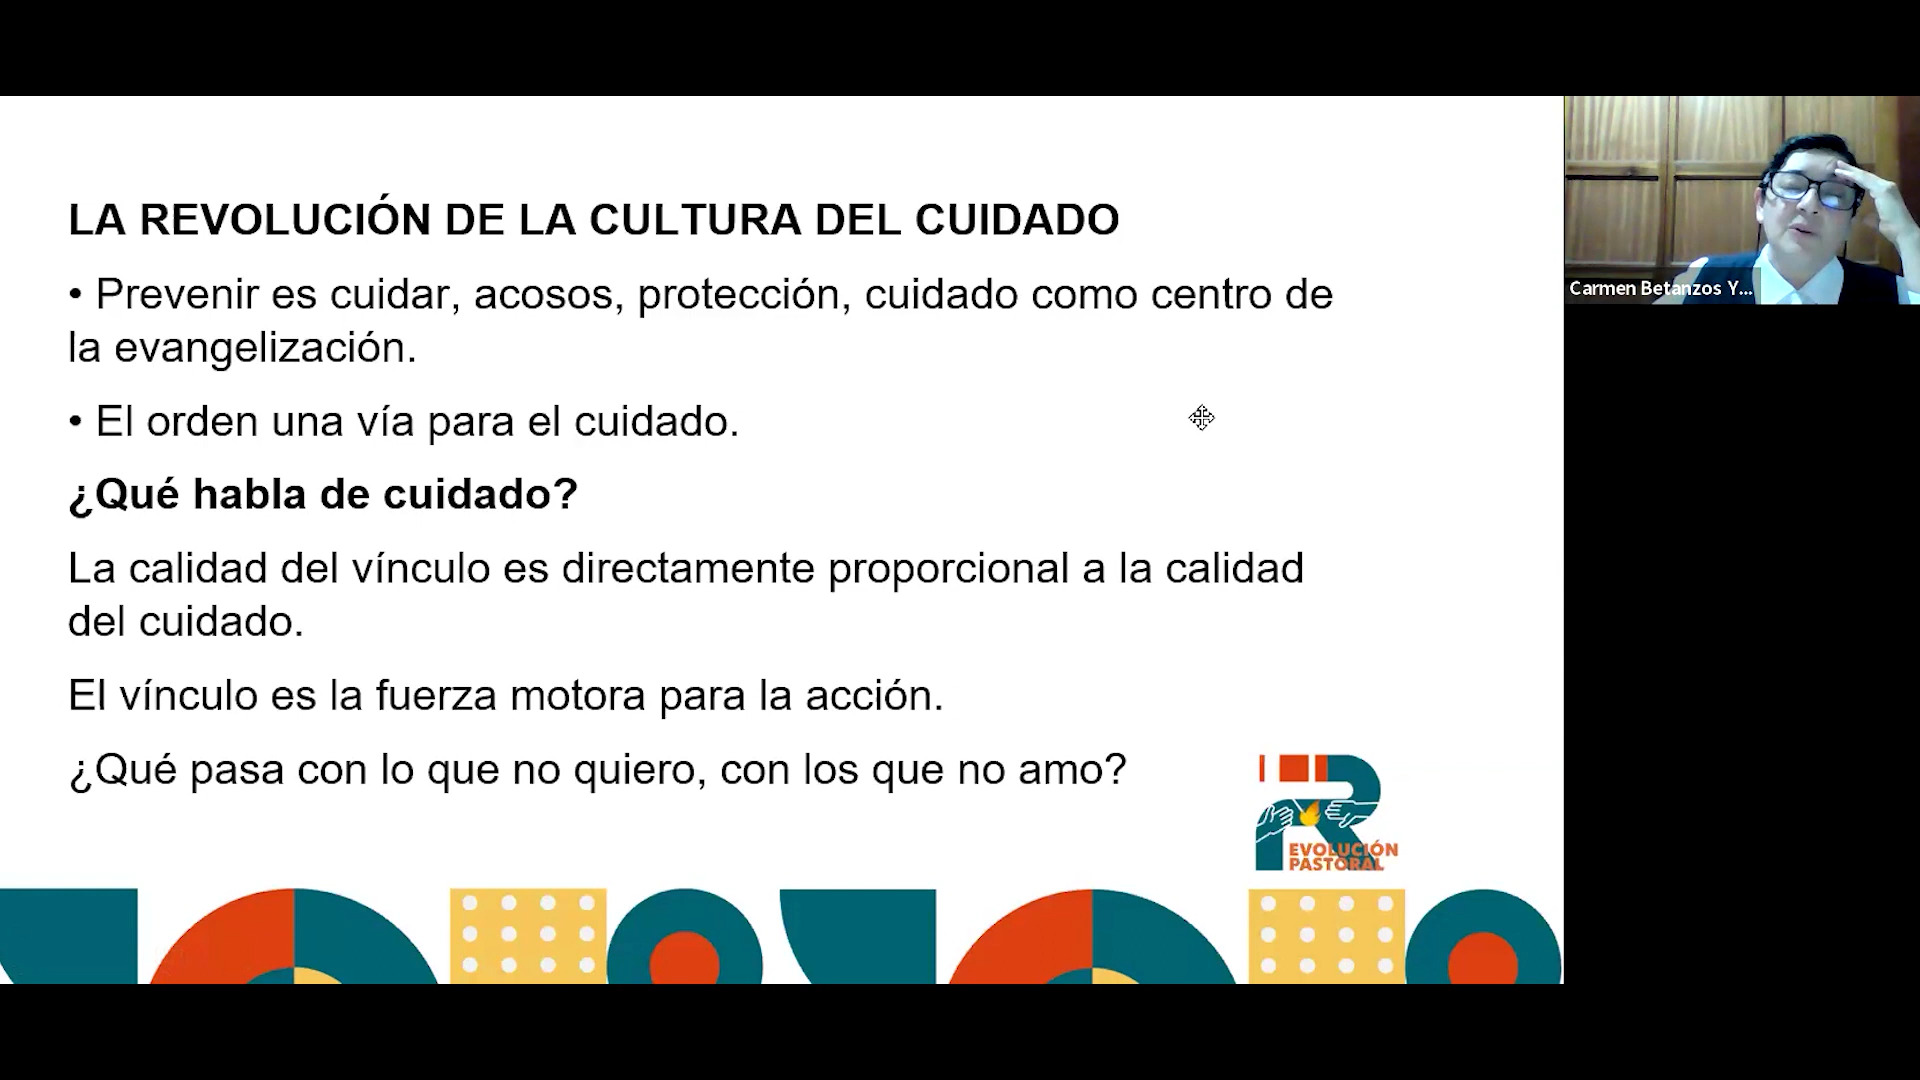 LA REVOLUCIÓN DE LA CULTURA DEL CUIDADO
• Prevenir es cuidar, acosos, protección, cuidado como centro de
la evangelización.
• El orden una vía para el cuidado.
¿Qué habla de cuidado?
La calidad del vínculo es directamente proporcional a la calidad
del cuidado.
El vínculo es la fuerza motora para la acción.
¿Qué pasa con lo que no quiero, con los que no amo?
R
EVOLUCIÓN
PASTORAL
Carmen Betanzos Y...